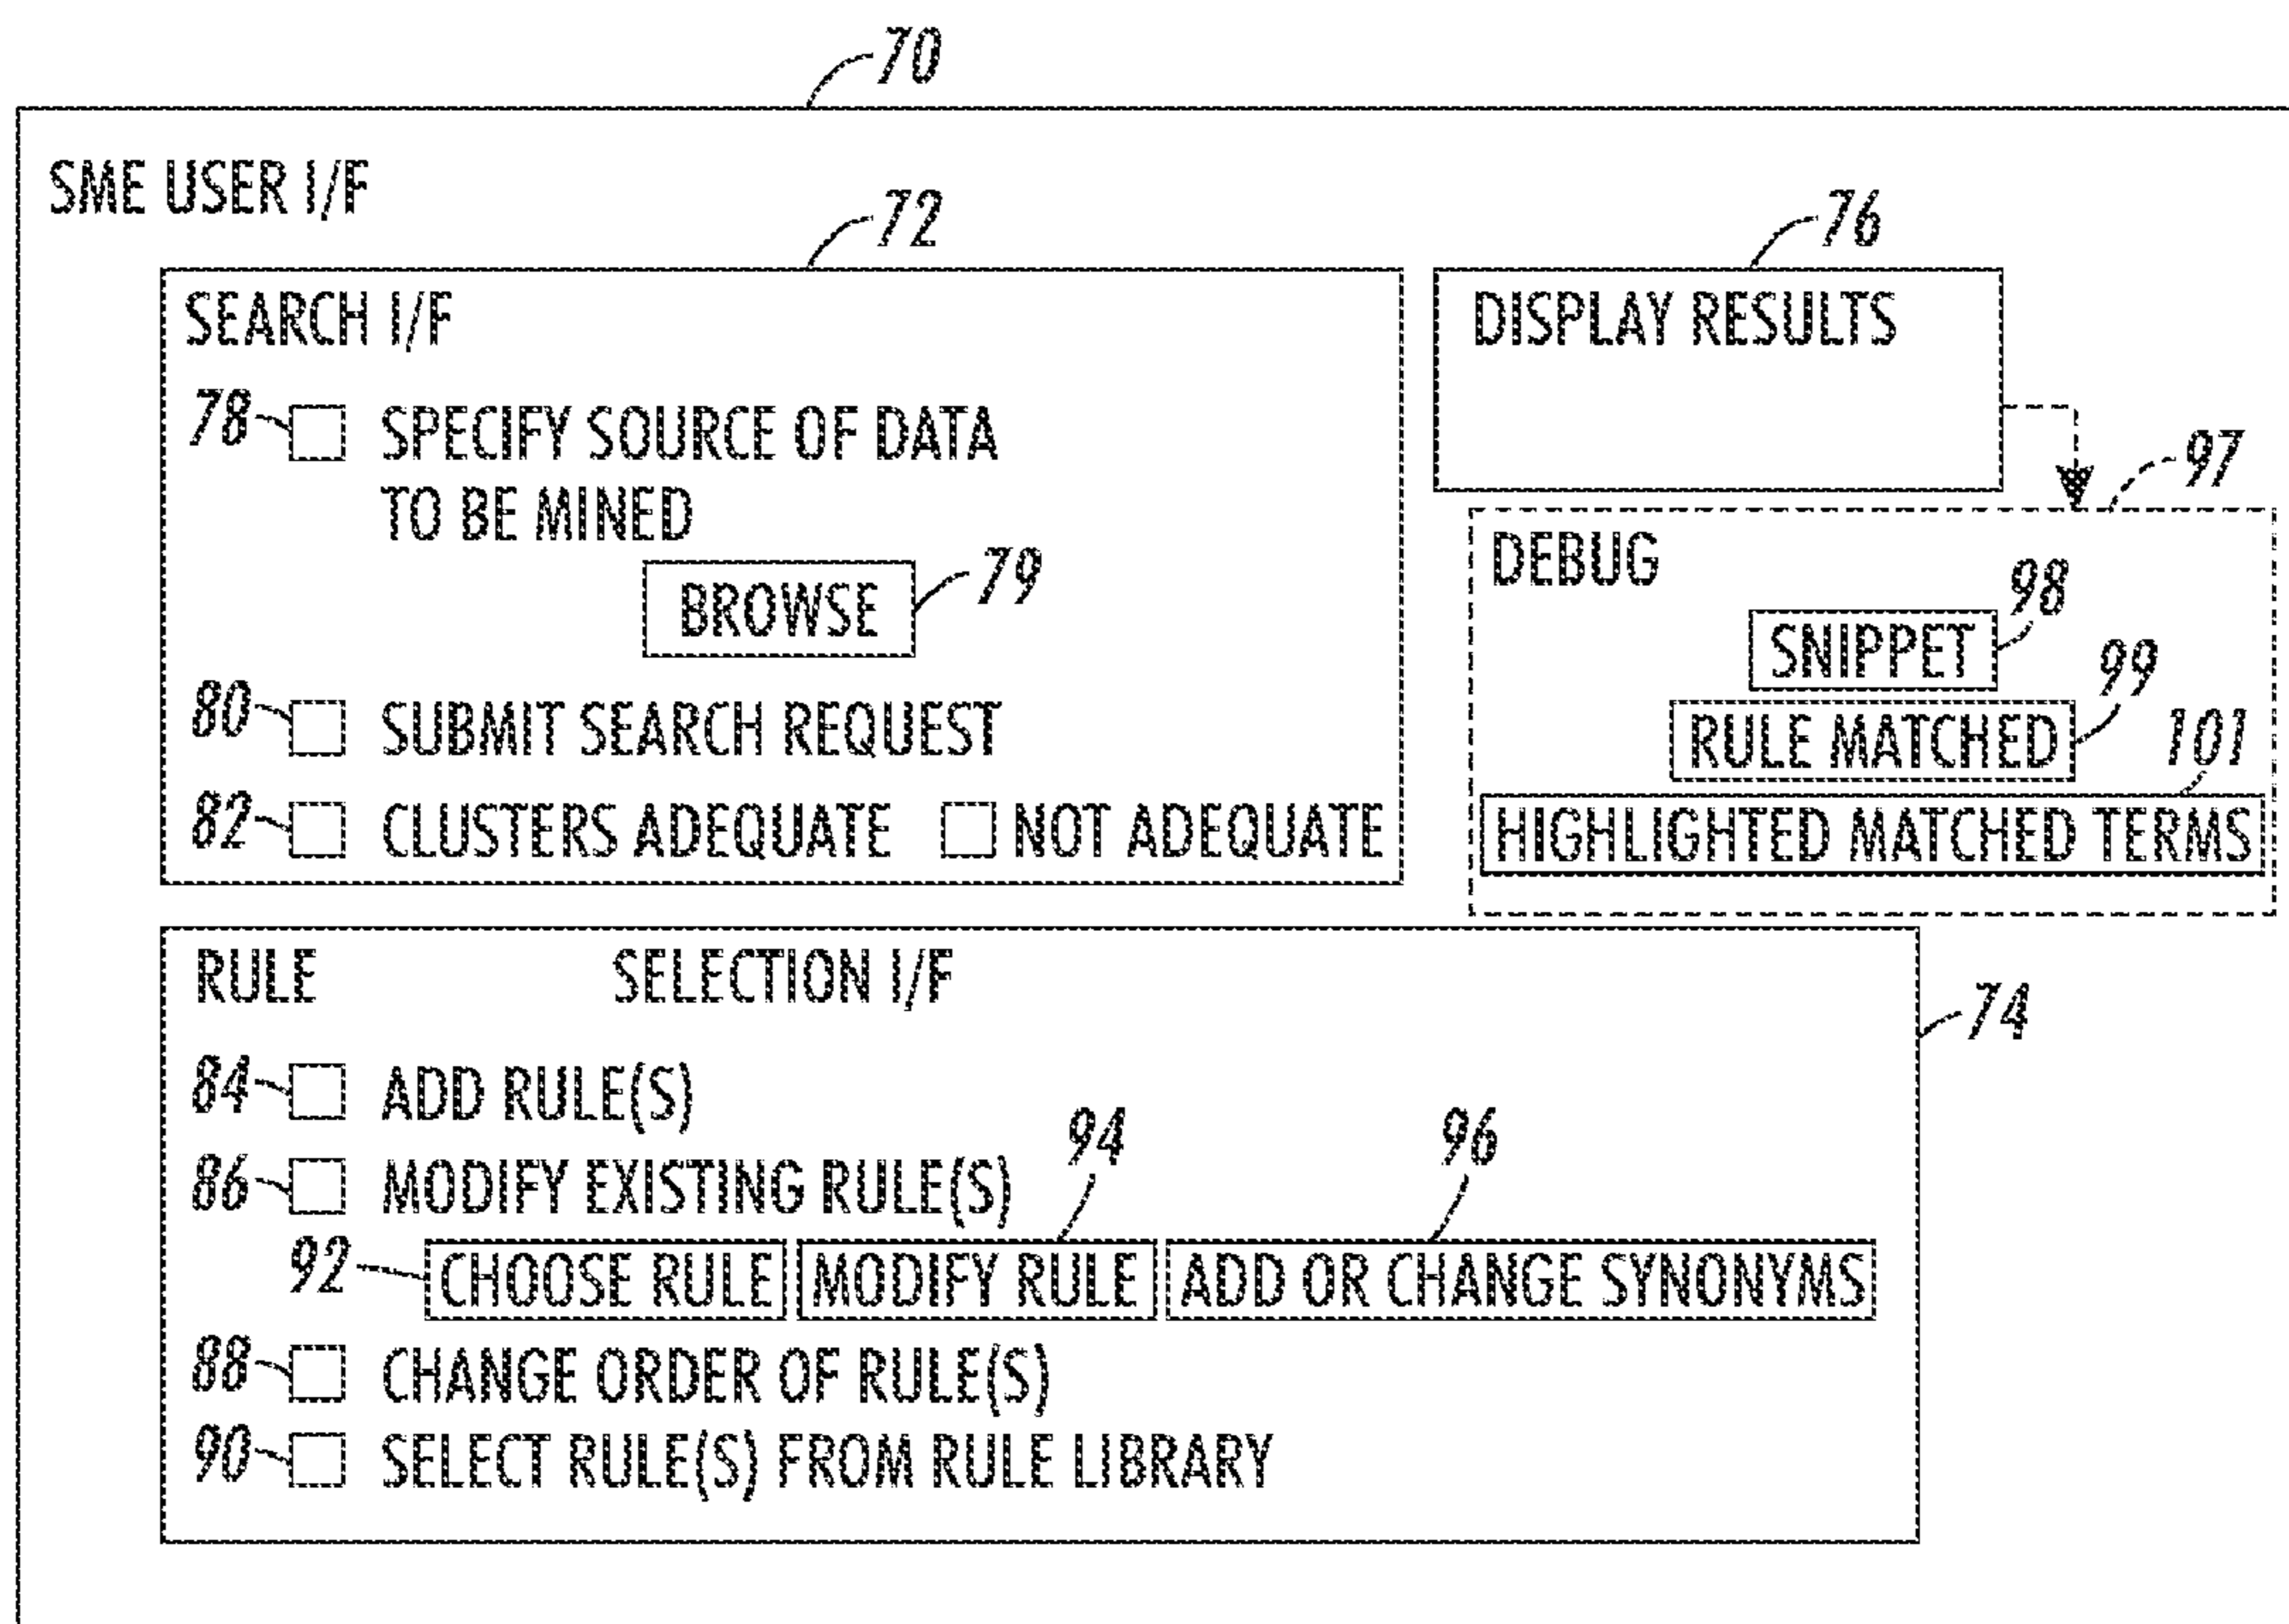 70
SME USER I/F
72
76
SEARCH I/F
DISPLAY RESULTS
78 SPECIFY SOURCE OF DATA
TO BE MINED
97
BROWSE
79
DEBUG
98
SNIPPET
99
80 SUBMIT SEARCH REQUEST
RULE MATCHED
101
82 CLUSTERS ADEQUATE NOT ADEQUATE
HIGHLIGHTED MATCHED TERMS
RULE SELECTION I/F
74
84 ADD RULE(S)
94
96
86 MODIFY EXISTING RULE(S)
92 CHOOSE RULE MODIFY RULE ADD OR CHANGE SYNONYMS
88 CHANGE ORDER OF RULE(S)
90 SELECT RULE(S) FROM RULE LIBRARY